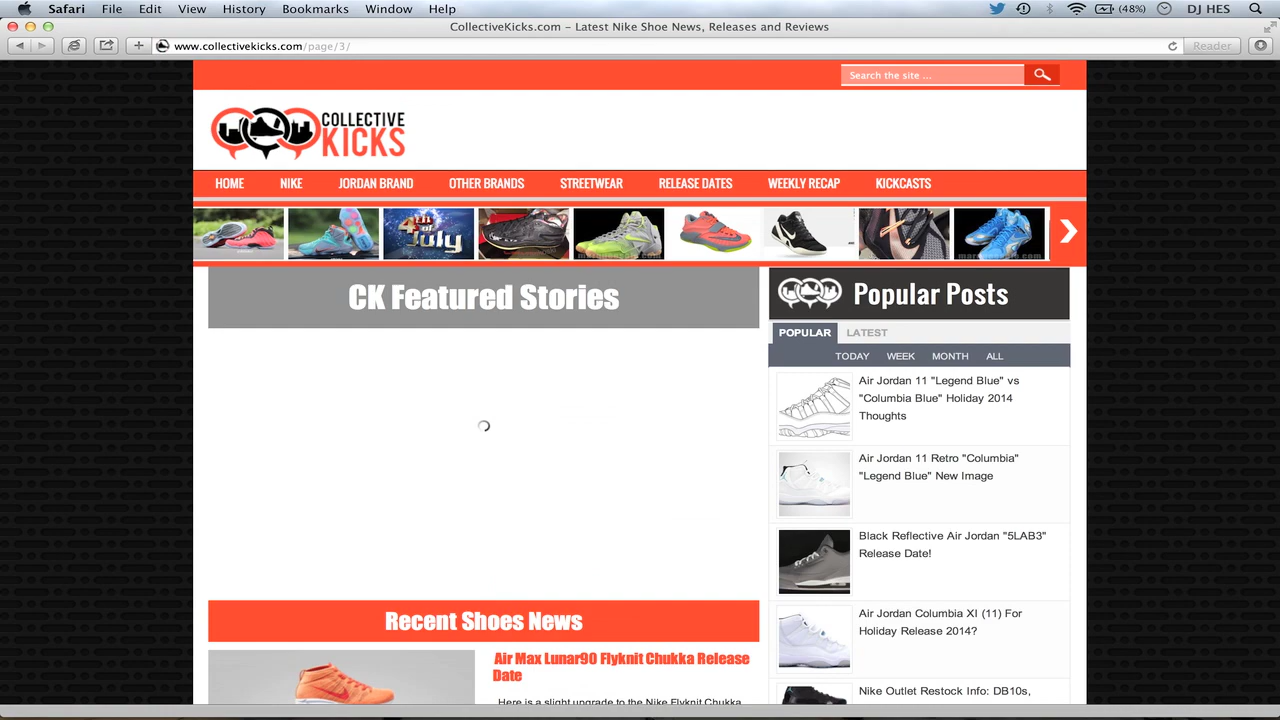 Safari File Edit View History Bookmarks Window Help (48%) DJ HES
CollectiveKicks.com – Latest Nike Shoe News, Releases and Reviews
www.collectivekicks.com/page/3/
Reader
Search the site ...
COLLECTIVE
KICKS
HOME NIKE JORDAN BRAND OTHER BRANDS STREETWEAR RELEASE DATES WEEKLY RECAP KICKCASTS
4th of
July
CK Featured Stories
Popular Posts
POPULAR LATEST
TODAY WEEK MONTH ALL
Air Jordan 11 "Legend Blue" vs
"Columbia Blue" Holiday 2014
Thoughts
Air Jordan 11 Retro "Columbia"
"Legend Blue" New Image
Black Reflective Air Jordan "5LAB3"
Release Date!
Air Jordan Columbia XI (11) For
Holiday Release 2014?
Nike Outlet Restock Info: DB10s,
Recent Shoes News
Air Max Lunar90 Flyknit Chukka Release
Date
Here is a slight upgrade to the Nike Flyknit Chukka